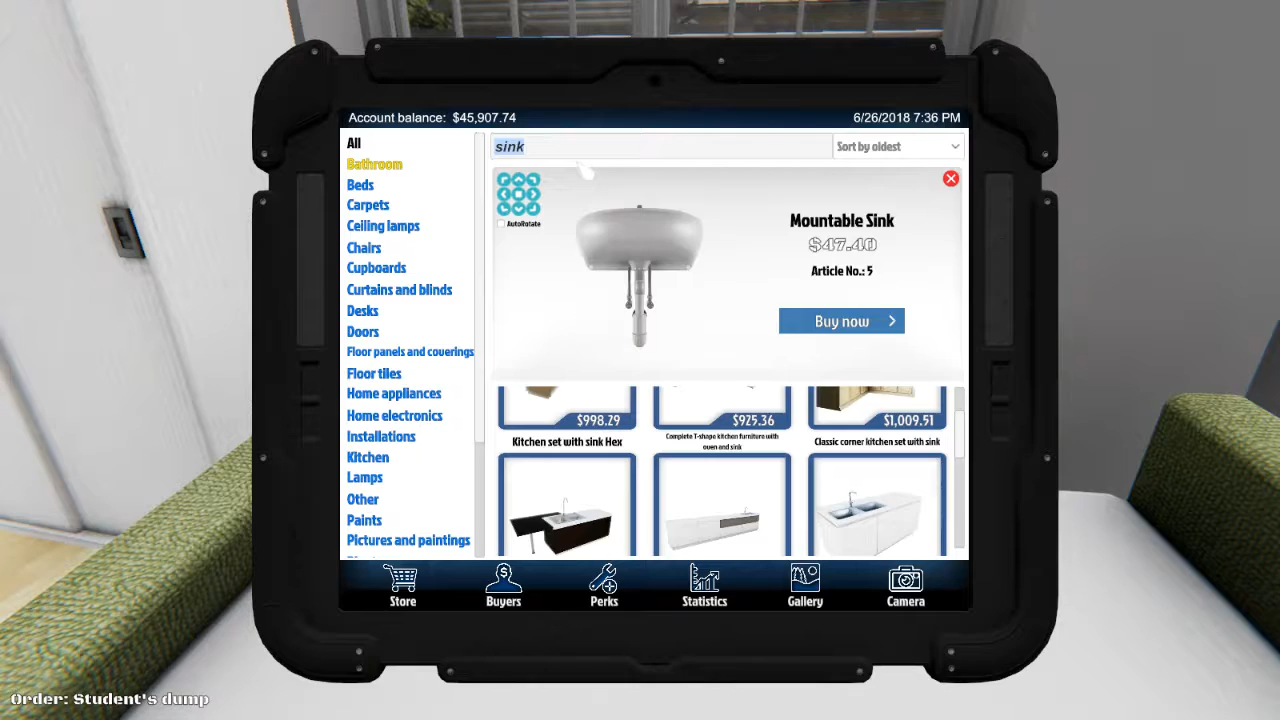 Account balance: $45,907.74
6/26/2018 7:36 PM
All
Bathroom
Beds
Carpets
Ceiling lamps
Chairs
Cupboards
Curtains and blinds
Desks
Doors
Floor panels and coverings
Floor tiles
Home appliances
Home electronics
Installations
Kitchen
Lamps
Other
Paints
Pictures and paintings
sink
Sort by oldest
AutoRotate
Mountable Sink
$47.40
Article No.: 5
Buy now
$998.29
$925.36
$1,009.51
Kitchen set with sink Hex
Complete T-shape kitchen furniture with
oven and sink
Classic corner kitchen set with sink
Store
Buyers
Perks
Statistics
Gallery
Camera
Order: Student's dump